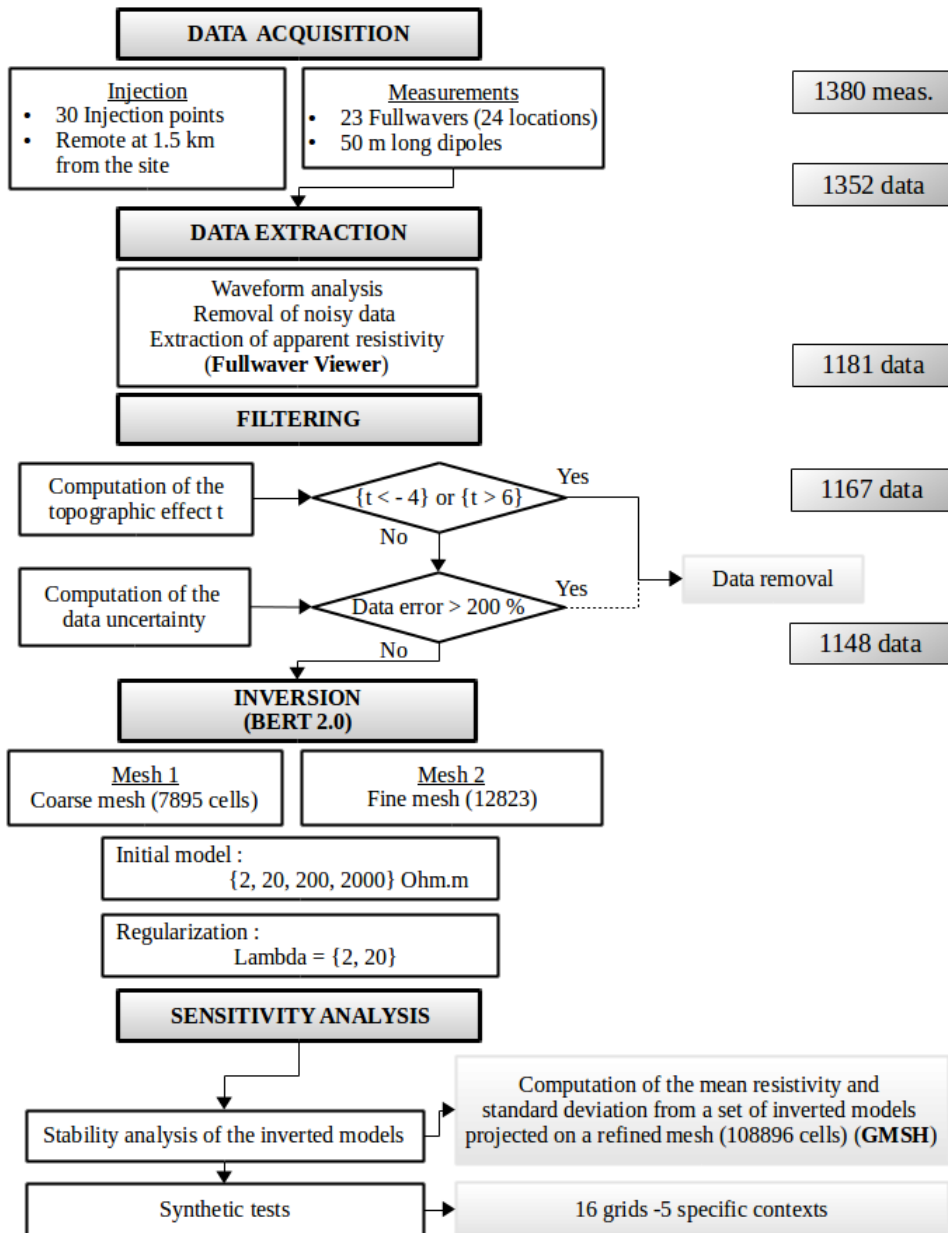 DATA ACQUISITION
Injection
• 30 Injection points
• Remote at 1.5 km
from the site
Measurements
• 23 Fullwavers (24 locations)
• 50 m long dipoles
1380 meas.
1352 data
DATA EXTRACTION
Waveform analysis
Removal of noisy data
Extraction of apparent resistivity
(Fullwaver Viewer)
1181 data
FILTERING
Computation of the
topographic effect t
{t < - 4} or {t > 6}
Yes
No
1167 data
Data removal
Computation of the
data uncertainty
Data error > 200 %
Yes
No
1148 data
INVERSION
(BERT 2.0)
Mesh 1
Coarse mesh (7895 cells)
Mesh 2
Fine mesh (12823)
Initial model :
{2, 20, 200, 2000} Ohm.m
Regularization :
Lambda = {2, 20}
SENSITIVITY ANALYSIS
Stability analysis of the inverted models
Computation of the mean resistivity and
standard deviation from a set of inverted models
projected on a refined mesh (108896 cells) (GMSH)
Synthetic tests
16 grids -5 specific contexts